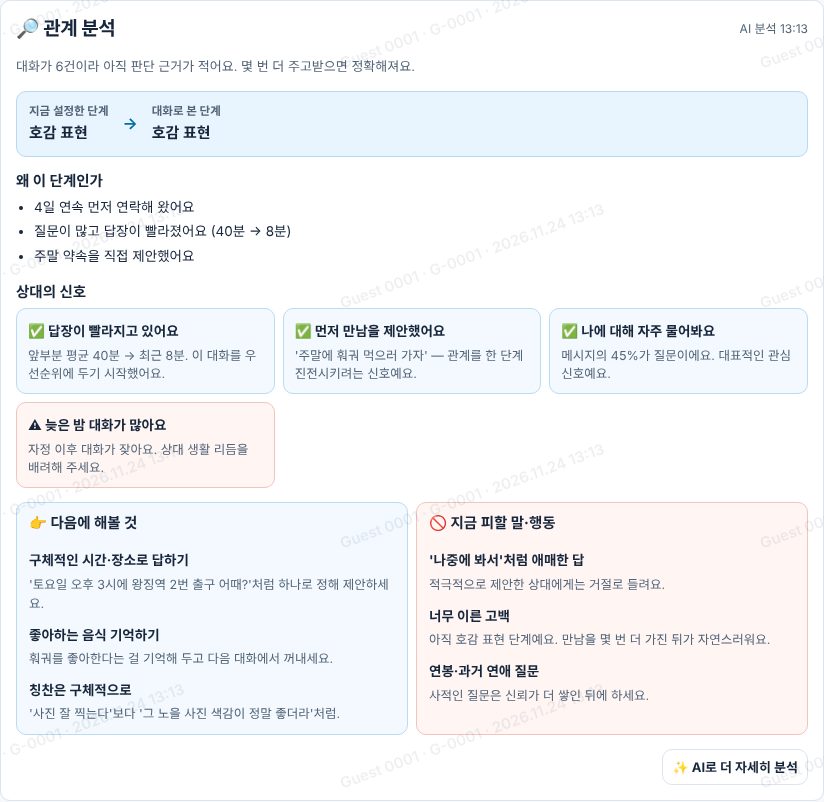 🔎 관계 분석
AI 분석 13:13
대화가 6건이라 아직 판단 근거가 적어요. 몇 번 더 주고받으면 정확해져요.
지금 설정한 단계
호감 표현
→
대화로 본 단계
호감 표현
왜 이 단계인가
• 4일 연속 먼저 연락해 왔어요
• 질문이 많고 답장이 빨라졌어요 (40분 → 8분)
• 주말 약속을 직접 제안했어요
상대의 신호
✅ 답장이 빨라지고 있어요
앞부분 평균 40분 → 최근 8분. 이 대화를 우
선순위에 두기 시작했어요.
✅ 먼저 만남을 제안했어요
'주말에 훠궈 먹으러 가자' — 관계를 한 단계
진전시키려는 신호예요.
✅ 나에 대해 자주 물어봐요
메시지의 45%가 질문이에요. 대표적인 관심
신호예요.
⚠ 늦은 밤 대화가 많아요
자정 이후 대화가 잦아요. 상대 생활 리듬을
배려해 주세요.
👉 다음에 해볼 것
구체적인 시간·장소로 답하기
'토요일 오후 3시에 왕징역 2번 출구 어때?'처럼 하나로 정해 제안하세
요.
좋아하는 음식 기억하기
훠궈를 좋아한다는 걸 기억해 두고 다음 대화에서 꺼내세요.
칭찬은 구체적으로
'사진 잘 찍는다'보다 '그 노을 사진 색감이 정말 좋더라'처럼.
🚫 지금 피할 말·행동
'나중에 봐서'처럼 애매한 답
적극적으로 제안한 상대에게는 거절로 들려요.
너무 이른 고백
아직 호감 표현 단계예요. 만남을 몇 번 더 가진 뒤가 자연스러워요.
연봉·과거 연애 질문
사적인 질문은 신뢰가 더 쌓인 뒤에 하세요.
✨ AI로 더 자세히 분석
Guest 0001 · G-0001 · 2026.11.24 13:13